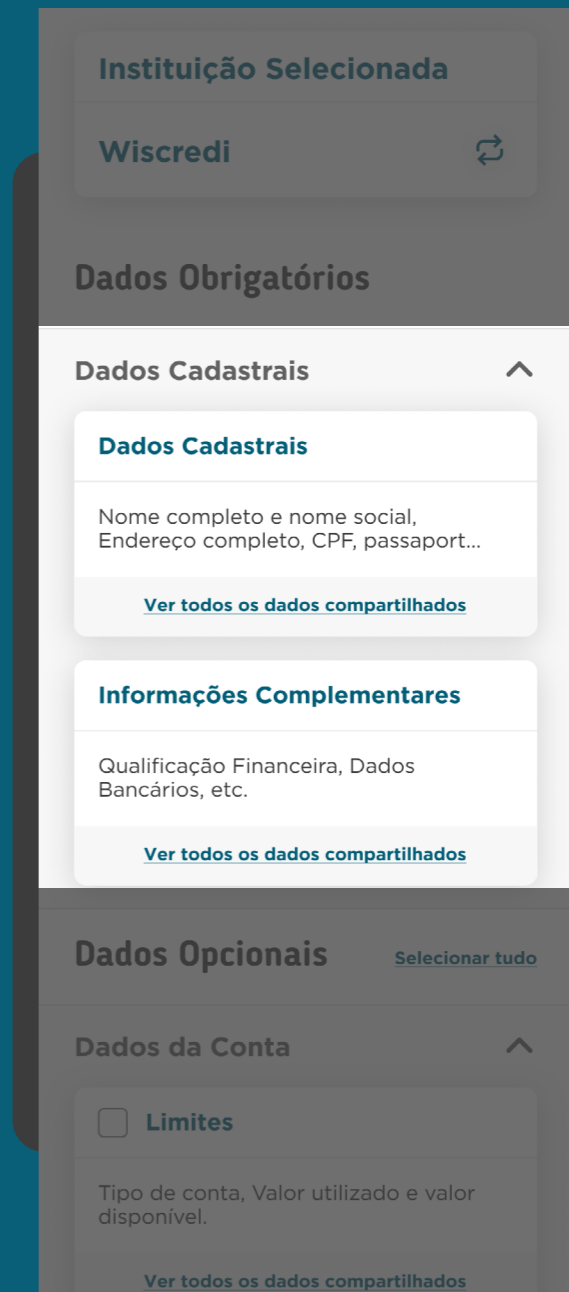 Instituição Selecionada
Wiscredi
Dados Obrigatórios
Dados Cadastrais
Dados Cadastrais
Nome completo e nome social,
Endereço completo, CPF, passaport...
Ver todos os dados compartilhados
Informações Complementares
Qualificação Financeira, Dados
Bancários, etc.
Ver todos os dados compartilhados
Dados Opcionais Selecionar tudo
Dados da Conta
Limites
Tipo de conta, Valor utilizado e valor
disponível.
Ver todos os dados compartilhados